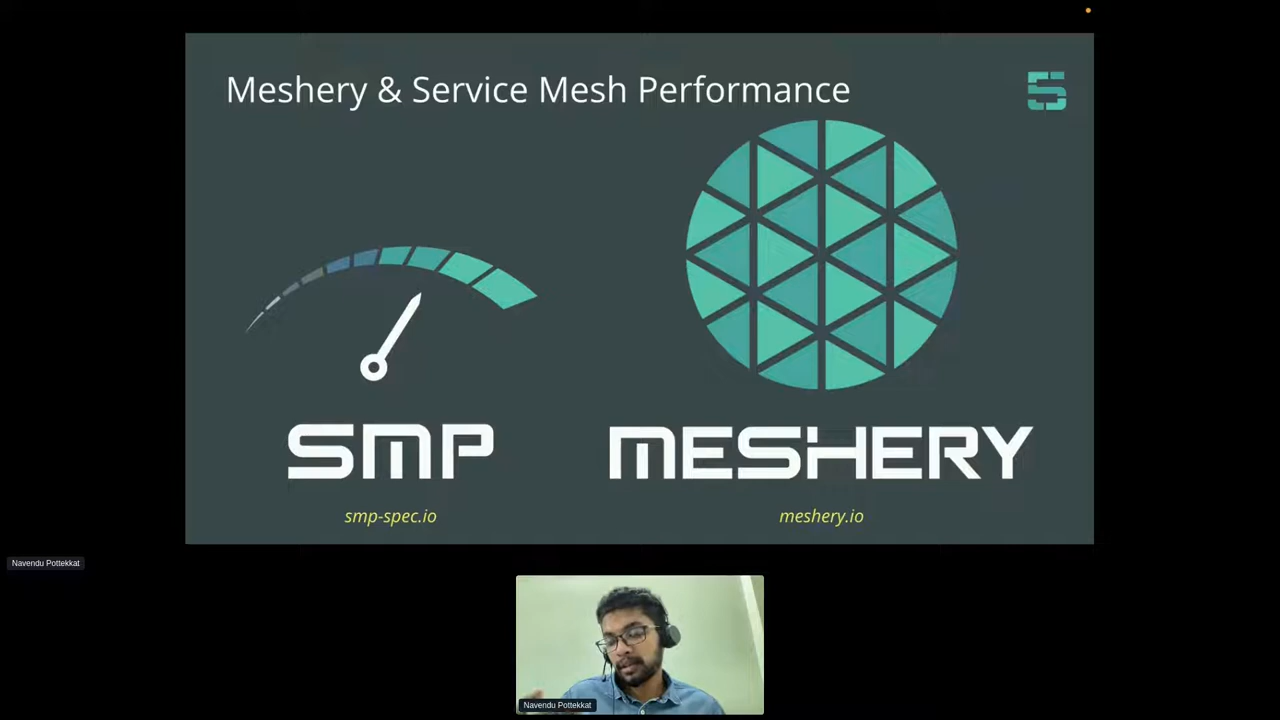 Meshery & Service Mesh Performance
SMP
MESHERY
smp-spec.io
meshery.io
Navendu Pottekkat
Navendu Pottekkat